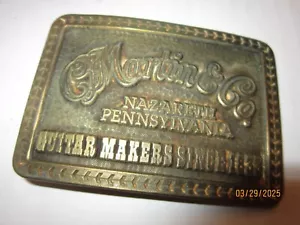 C.F. Martin & Co.
NAZARETH
PENNSYLVANIA
GUITAR MAKERS SINCE
03/29/2025